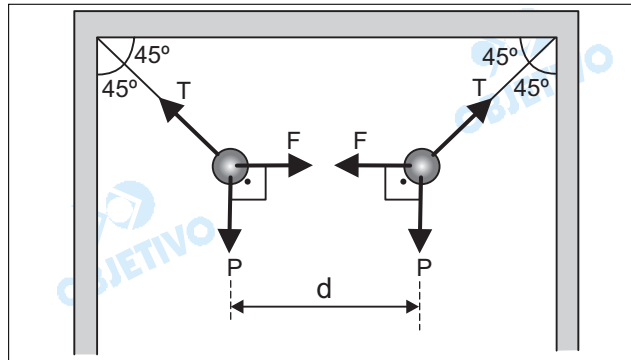 45º 45º
45º T T 45º
F F
P P
d
OBJETIVO
OBJETIVO